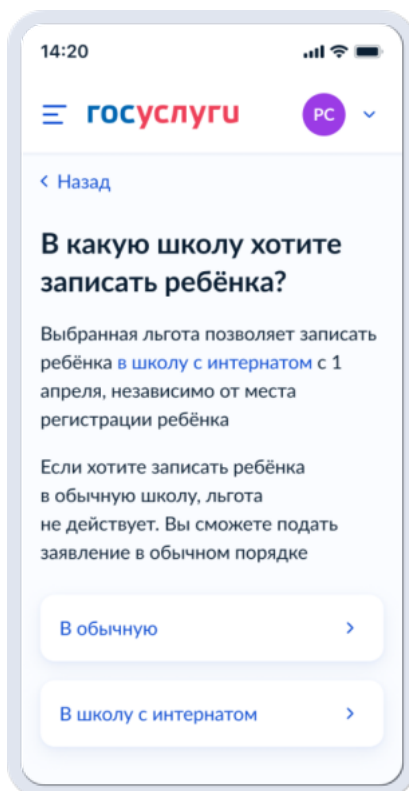 14:20
госуслуги
РС
Назад
В какую школу хотите
записать ребёнка?
Выбранная льгота позволяет записать
ребёнка в школу с интернатом с 1
апреля, независимо от места
регистрации ребёнка
Если хотите записать ребёнка
в обычную школу, льгота
не действует. Вы сможете подать
заявление в обычном порядке
В обычную
В школу с интернатом